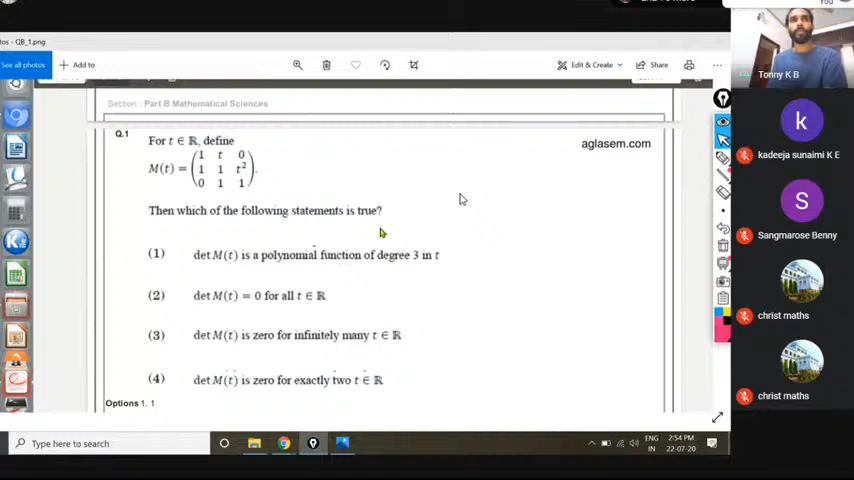 tos - QB_1.png
You
See all photos
Add to
Edit & Create
Share
Tonny K B
Section : Part B Mathematical Sciences
Q.1
For t ∈ ℝ, define
aglasem.com
M(t) = (1 t 0
1 1 t²
0 1 1).
Then which of the following statements is true?
(1) det M(t) is a polynomial function of degree 3 in t
(2) det M(t) = 0 for all t ∈ ℝ
(3) det M(t) is zero for infinitely many t ∈ ℝ
(4) det M(t) is zero for exactly two t ∈ ℝ
Options 1. 1
k
kadeeja sunaimi K E
S
Sangmarose Benny
christ maths
christ maths
Type here to search
ENG
IN
2:54 PM
22-07-20